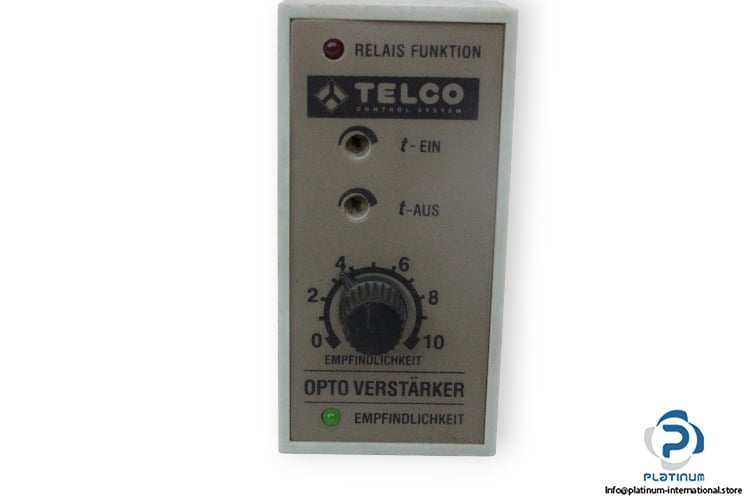 RELAIS FUNKTION
TELCO
CONTROL SYSTEM
t-EIN
t-AUS
4 6
2 8
0 10
EMPFINDLICHKEIT
OPTO VERSTÄRKER
EMPFINDLICHKEIT
PLATINUM
Info@platinum-international.store